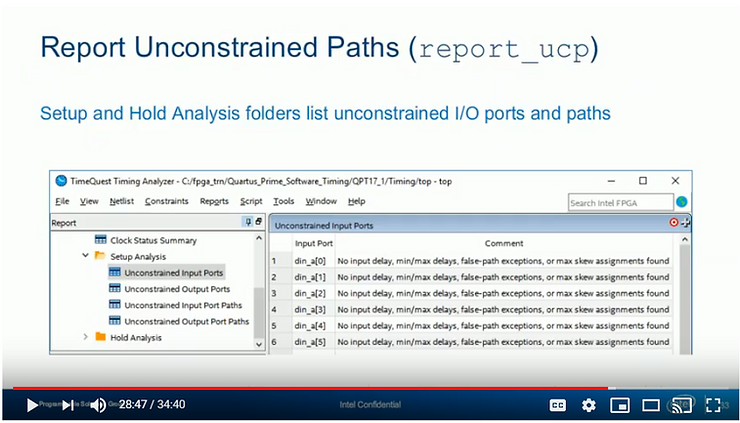 Report Unconstrained Paths (report_ucp)
Setup and Hold Analysis folders list unconstrained I/O ports and paths
TimeQuest Timing Analyzer - C:/fpga_trn/Quartus_Prime_Software_Timing/QPT17_1/Timing/top - top
File View Netlist Constraints Reports Script Tools Window Help
Search Intel FPGA
Report
Unconstrained Input Ports
Clock Status Summary
Setup Analysis
Unconstrained Input Ports
Unconstrained Output Ports
Unconstrained Input Port Paths
Unconstrained Output Port Paths
Hold Analysis
Input Port Comment
1 din_a[0] No input delay, min/max delays, false-path exceptions, or max skew assignments found
2 din_a[1] No input delay, min/max delays, false-path exceptions, or max skew assignments found
3 din_a[2] No input delay, min/max delays, false-path exceptions, or max skew assignments found
4 din_a[3] No input delay, min/max delays, false-path exceptions, or max skew assignments found
5 din_a[4] No input delay, min/max delays, false-path exceptions, or max skew assignments found
6 din_a[5] No input delay, min/max delays, false-path exceptions, or max skew assignments found
28:47 / 34:40
Intel Confidential
CC